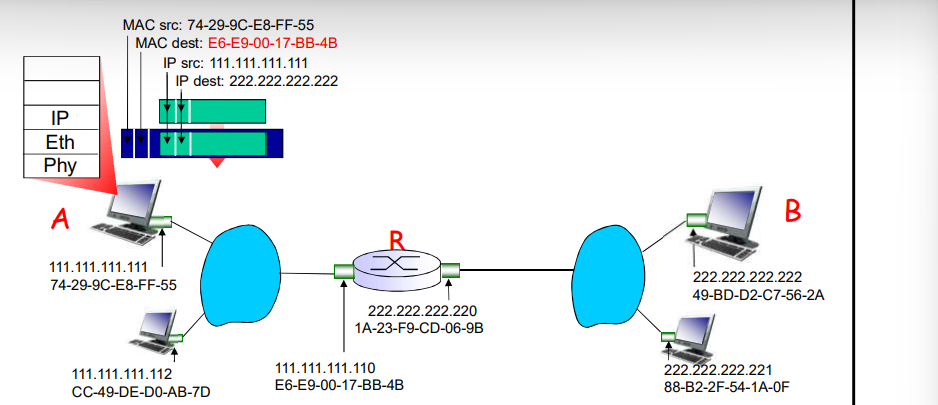 MAC src: 74-29-9C-E8-FF-55
MAC dest: E6-E9-00-17-BB-4B
IP src: 111.111.111.111
IP dest: 222.222.222.222
IP
Eth
Phy
A
R
B
111.111.111.111
74-29-9C-E8-FF-55
222.222.222.222
49-BD-D2-C7-56-2A
222.222.222.220
1A-23-F9-CD-06-9B
111.111.111.112
CC-49-DE-D0-AB-7D
111.111.111.110
E6-E9-00-17-BB-4B
222.222.222.221
88-B2-2F-54-1A-0F